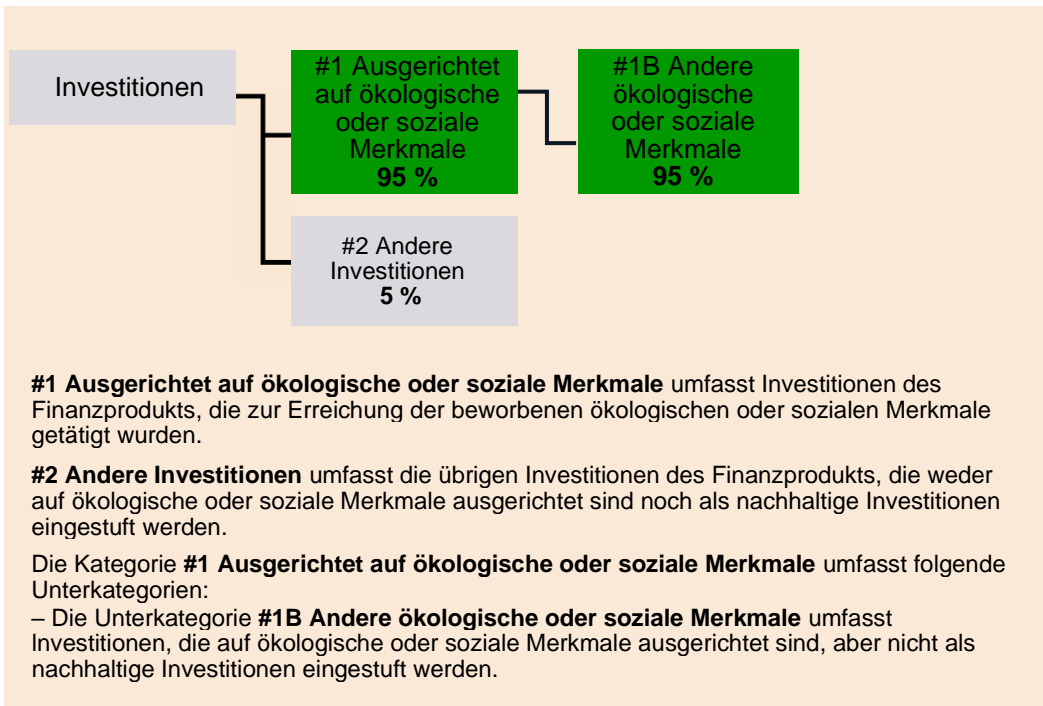 Investitionen
#1 Ausgerichtet
auf ökologische
oder soziale
Merkmale
95 %
#1B Andere
ökologische
oder soziale
Merkmale
95 %
#2 Andere
Investitionen
5 %
#1 Ausgerichtet auf ökologische oder soziale Merkmale umfasst Investitionen des
Finanzprodukts, die zur Erreichung der beworbenen ökologischen oder sozialen Merkmale
getätigt wurden.
#2 Andere Investitionen umfasst die übrigen Investitionen des Finanzprodukts, die weder
auf ökologische oder soziale Merkmale ausgerichtet sind noch als nachhaltige Investitionen
eingestuft werden.
Die Kategorie #1 Ausgerichtet auf ökologische oder soziale Merkmale umfasst folgende
Unterkategorien:
– Die Unterkategorie #1B Andere ökologische oder soziale Merkmale umfasst
Investitionen, die auf ökologische oder soziale Merkmale ausgerichtet sind, aber nicht als
nachhaltige Investitionen eingestuft werden.